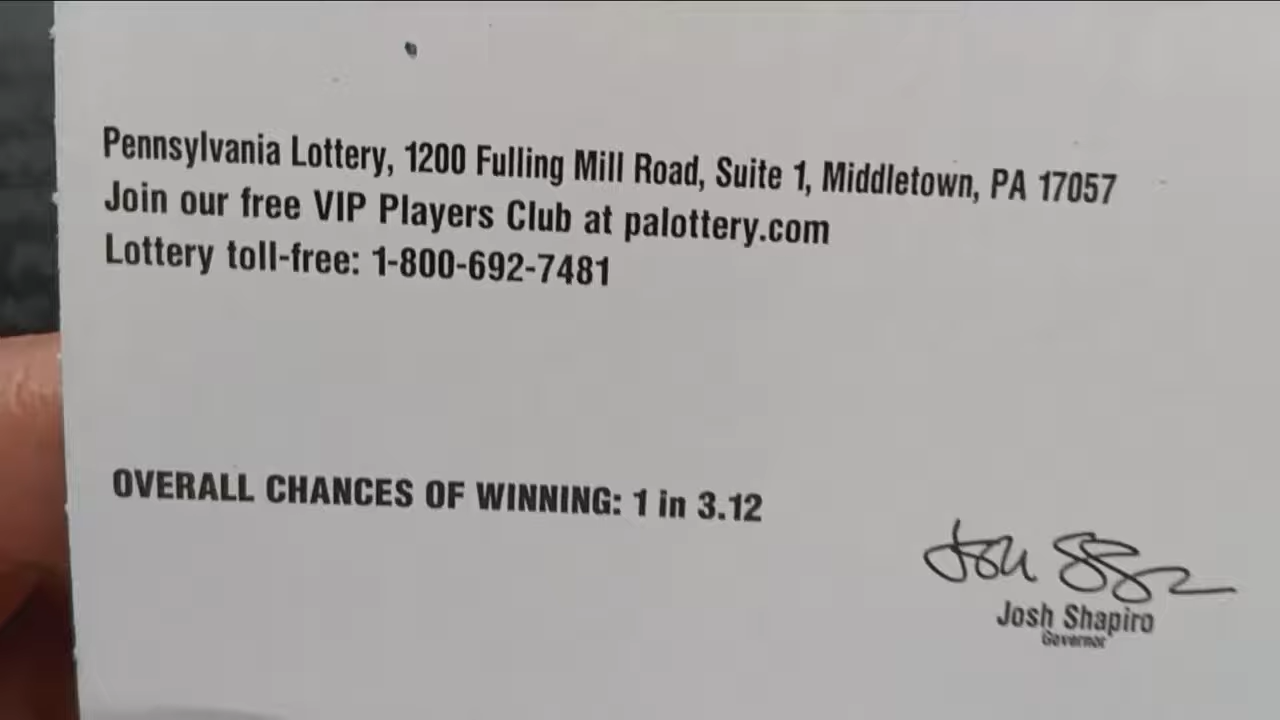 Pennsylvania Lottery, 1200 Fulling Mill Road, Suite 1, Middletown, PA 17057
Join our free VIP Players Club at palottery.com
Lottery toll-free: 1-800-692-7481
OVERALL CHANCES OF WINNING: 1 in 3.12
Josh Shapiro
Governor